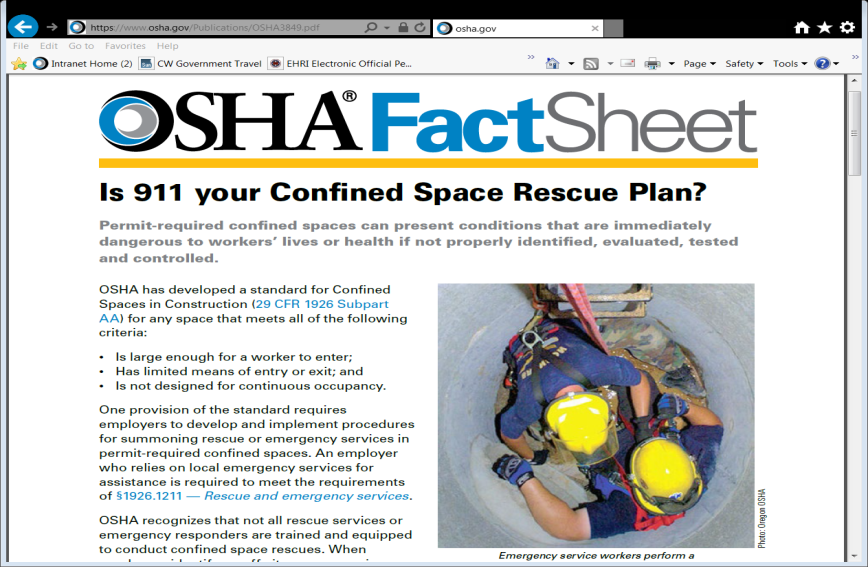 https://www.osha.gov/Publications/OSHA3849.pdf
osha.gov
File Edit Go to Favorites Help
Intranet Home (2) CW Government Travel EHRI Electronic Official Pe...
Page Safety Tools
OSHA® FactSheet
Is 911 your Confined Space Rescue Plan?
Permit-required confined spaces can present conditions that are immediately
dangerous to workers' lives or health if not properly identified, evaluated, tested
and controlled.
OSHA has developed a standard for Confined
Spaces in Construction (29 CFR 1926 Subpart
AA) for any space that meets all of the following
criteria:
• Is large enough for a worker to enter;
• Has limited means of entry or exit; and
• Is not designed for continuous occupancy.
One provision of the standard requires
employers to develop and implement procedures
for summoning rescue or emergency services in
permit-required confined spaces. An employer
who relies on local emergency services for
assistance is required to meet the requirements
of §1926.1211 — Rescue and emergency services.
OSHA recognizes that not all rescue services or
emergency responders are trained and equipped
to conduct confined space rescues. When
Photo: Oregon OSHA
Emergency service workers perform a